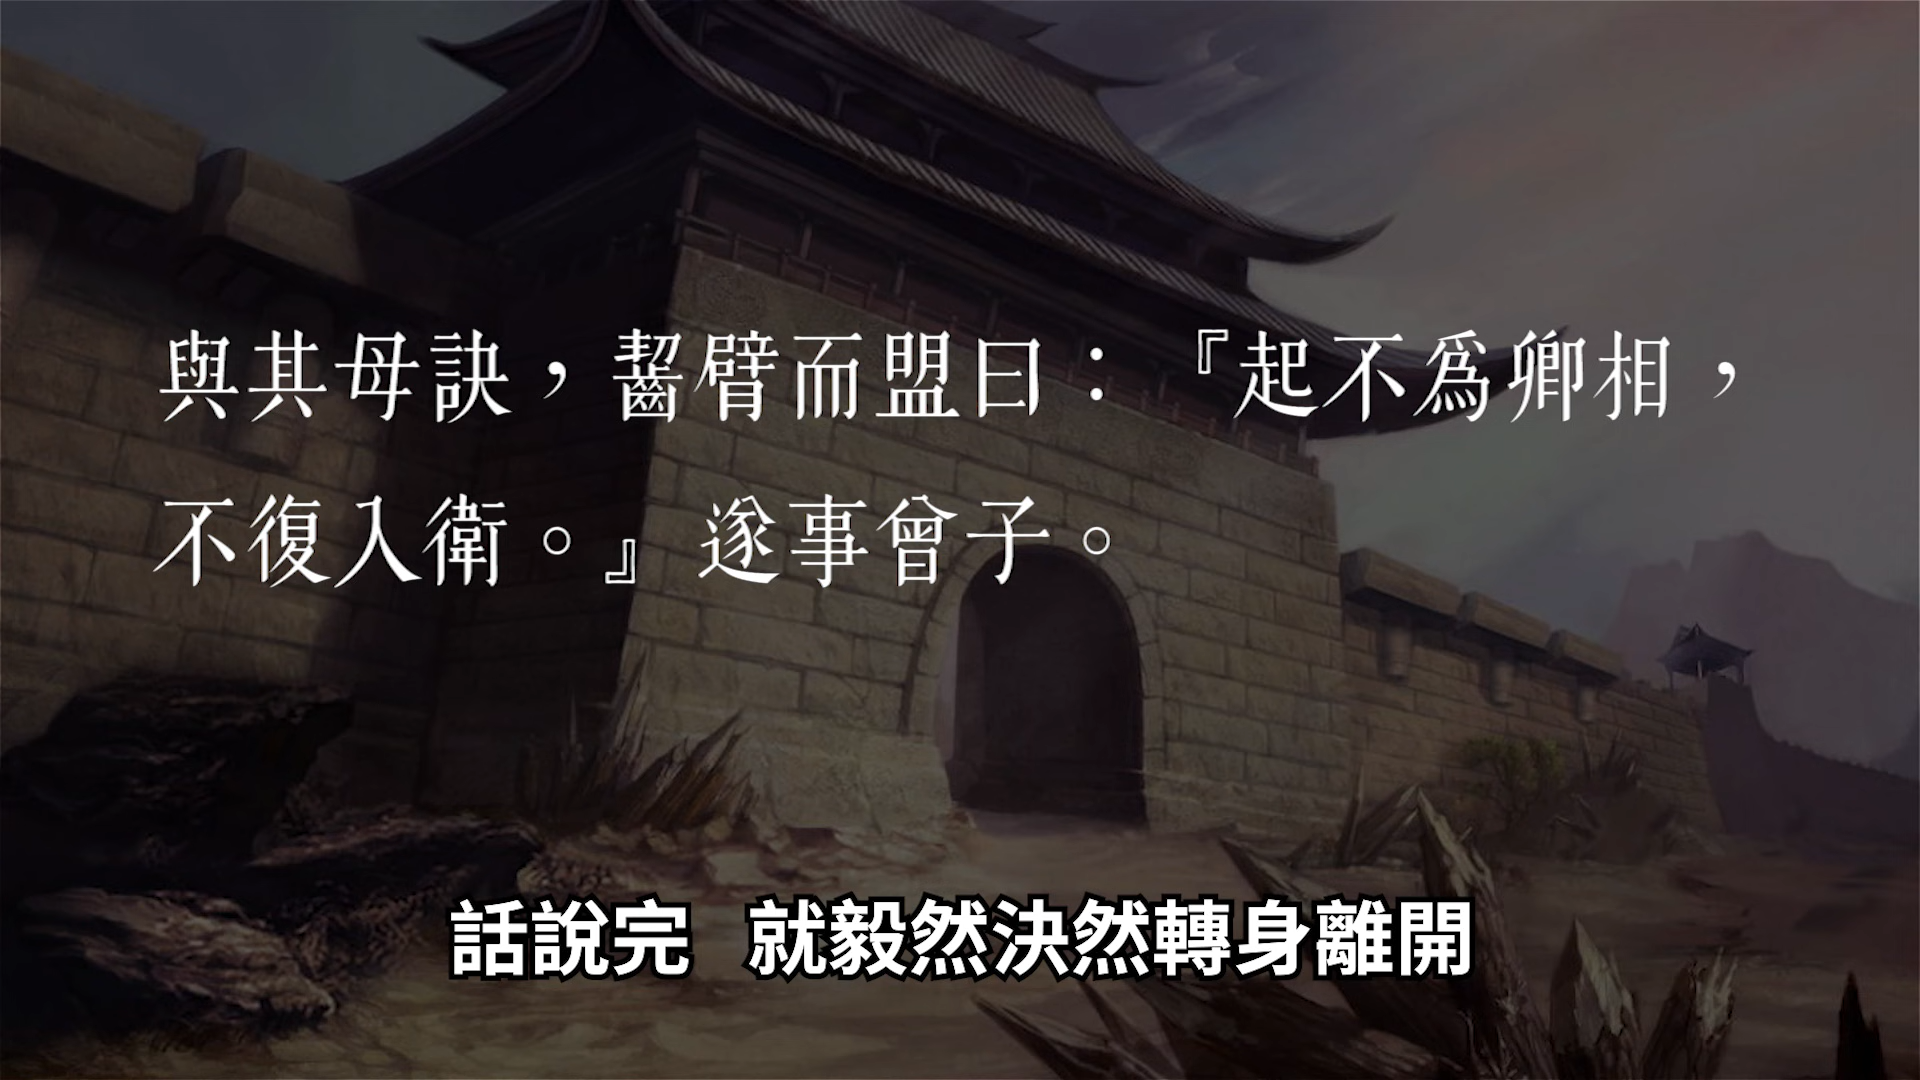 與其母訣，齧臂而盟曰：『起不為卿相，
不復入衛。』遂事曾子。
話說完 就毅然決然轉身離開